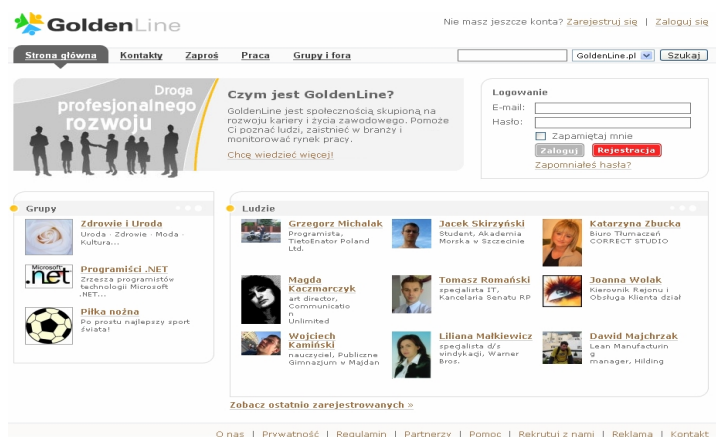 GoldenLine
Nie masz jeszcze konta? Zarejestruj się | Zaloguj się
Strona główna Kontakty Zaproś Praca Grupy i fora
GoldenLine.pl Szukaj
Droga
profesjonalnego
rozwoju
Czym jest GoldenLine?
GoldenLine jest społecznością skupioną na
rozwoju kariery i życia zawodowego. Pomoże
Ci poznać ludzi, zaistnieć w branży i
monitorować rynek pracy.
Chcę wiedzieć więcej!
Logowanie
E-mail:
Hasło:
Zapamiętaj mnie
Zaloguj Rejestracja
Zapomniałeś hasła?
Grupy
Zdrowie i Uroda
Uroda · Zdrowie · Moda ·
Kultura...
Microsoft
.net
Programiści .NET
Zrzesza programistów
technologii Microsoft
.NET...
Piłka nożna
Po prostu najlepszy sport
świata!
Ludzie
Grzegorz Michalak
Programista,
TietoEnator Poland
Ltd.
Jacek Skirzyński
Student, Akademia
Morska w Szczecinie
Katarzyna Zbucka
Biuro Tłumaczeń
CORRECT STUDIO
Magda
Kaczmarczyk
art director,
Communicatio
n
Unlimited
Tomasz Romański
specjalista IT,
Kancelaria Senatu RP
Joanna Wolak
Kierownik Rejonu i
Obsługa Klienta dział
Wojciech
Kamiński
nauczyciel, Publiczne
Gimnazjum w Majdan
Liliana Małkiewicz
specjalista d/s
windykacji, Warner
Bros.
Dawid Majchrzak
Lean Manufacturin
g
manager, Hilding
Zobacz ostatnio zarejestrowanych »
O nas | Prywatność | Regulamin | Partnerzy | Pomoc | Rekrutuj z nami | Reklama | Kontakt